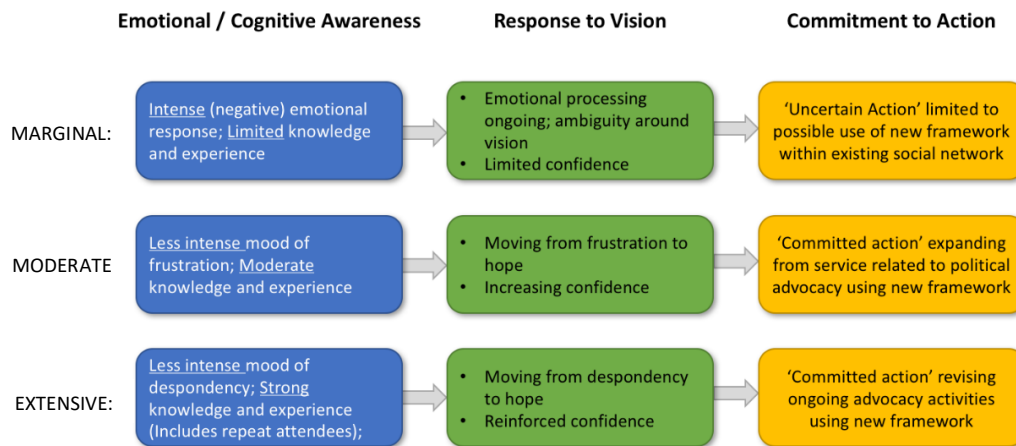 Emotional / Cognitive Awareness
Response to Vision
Commitment to Action
MARGINAL:
Intense (negative) emotional
response; Limited knowledge
and experience
• Emotional processing
ongoing; ambiguity around
vision
• Limited confidence
‘Uncertain Action’ limited to
possible use of new framework
within existing social network
MODERATE
Less intense mood of
frustration; Moderate
knowledge and experience
• Moving from frustration to
hope
• Increasing confidence
‘Committed action’ expanding
from service related to political
advocacy using new framework
EXTENSIVE:
Less intense mood of
despondency; Strong
knowledge and experience
(Includes repeat attendees);
• Moving from despondency
to hope
• Reinforced confidence
‘Committed action’ revising
ongoing advocacy activities
using new framework